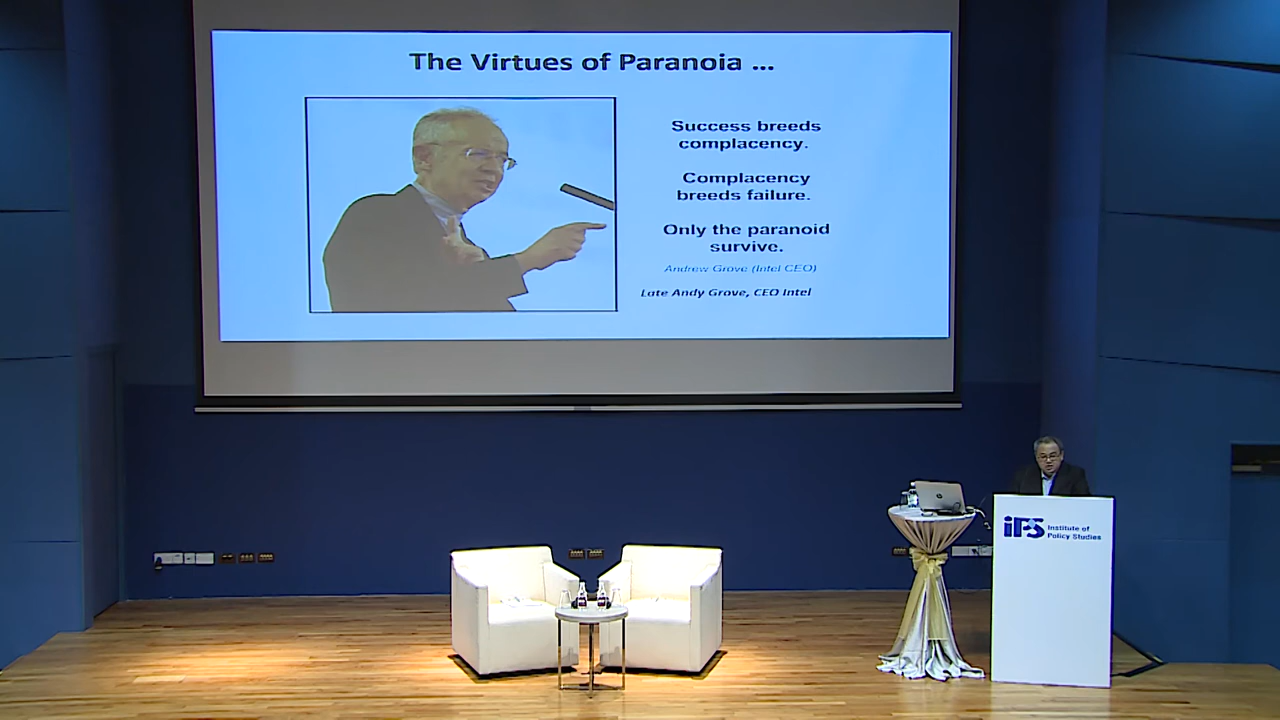 The Virtues of Paranoia ...
Success breeds
complacency.
Complacency
breeds failure.
Only the paranoid
survive.
Andrew Grove (Intel CEO)
Late Andy Grove, CEO Intel
iPS Institute of
Policy Studies